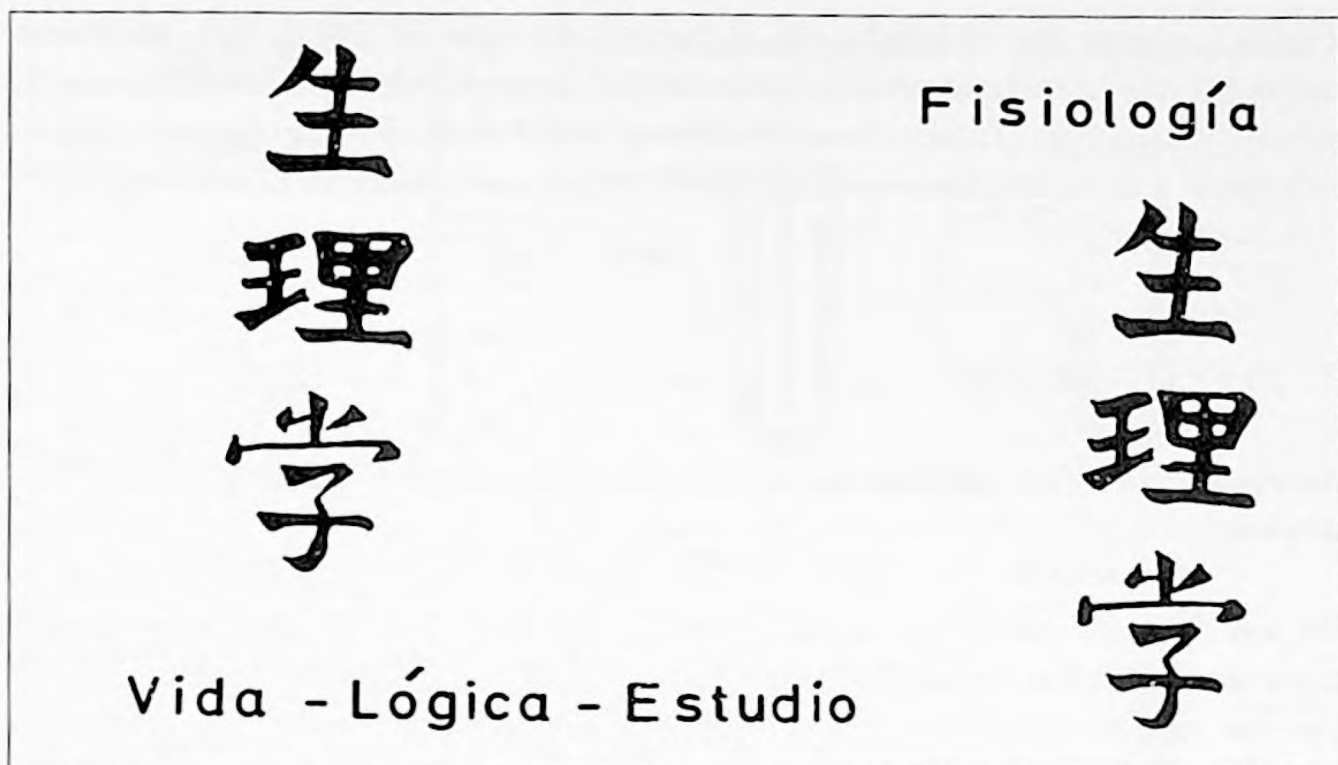 生理学
Vida - Lógica - Estudio
Fisiología
生理学